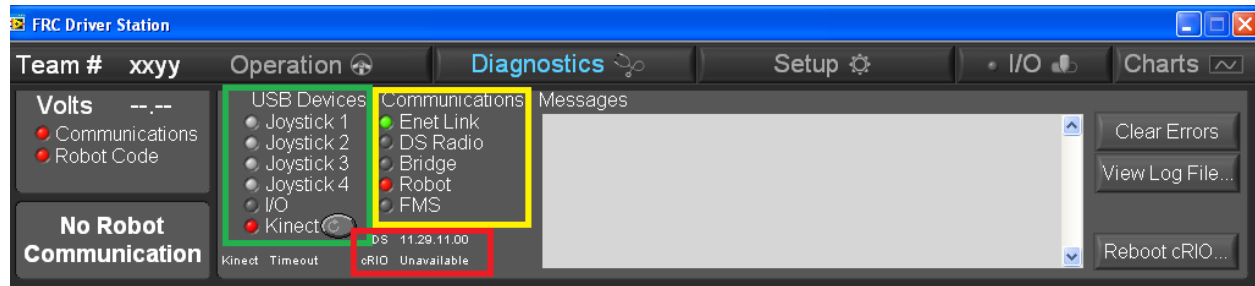 FRC Driver Station
Team # xxyy Operation Diagnostics Setup I/O Charts
Volts --.--
Communications
Robot Code
No Robot
Communication
USB Devices
Joystick 1
Joystick 2
Joystick 3
Joystick 4
I/O
Kinect
Kinect Timeout
Communications
Enet Link
DS Radio
Bridge
Robot
FMS
DS 11.29.11.00
cRIO Unavailable
Messages
Clear Errors
View Log File...
Reboot cRIO...